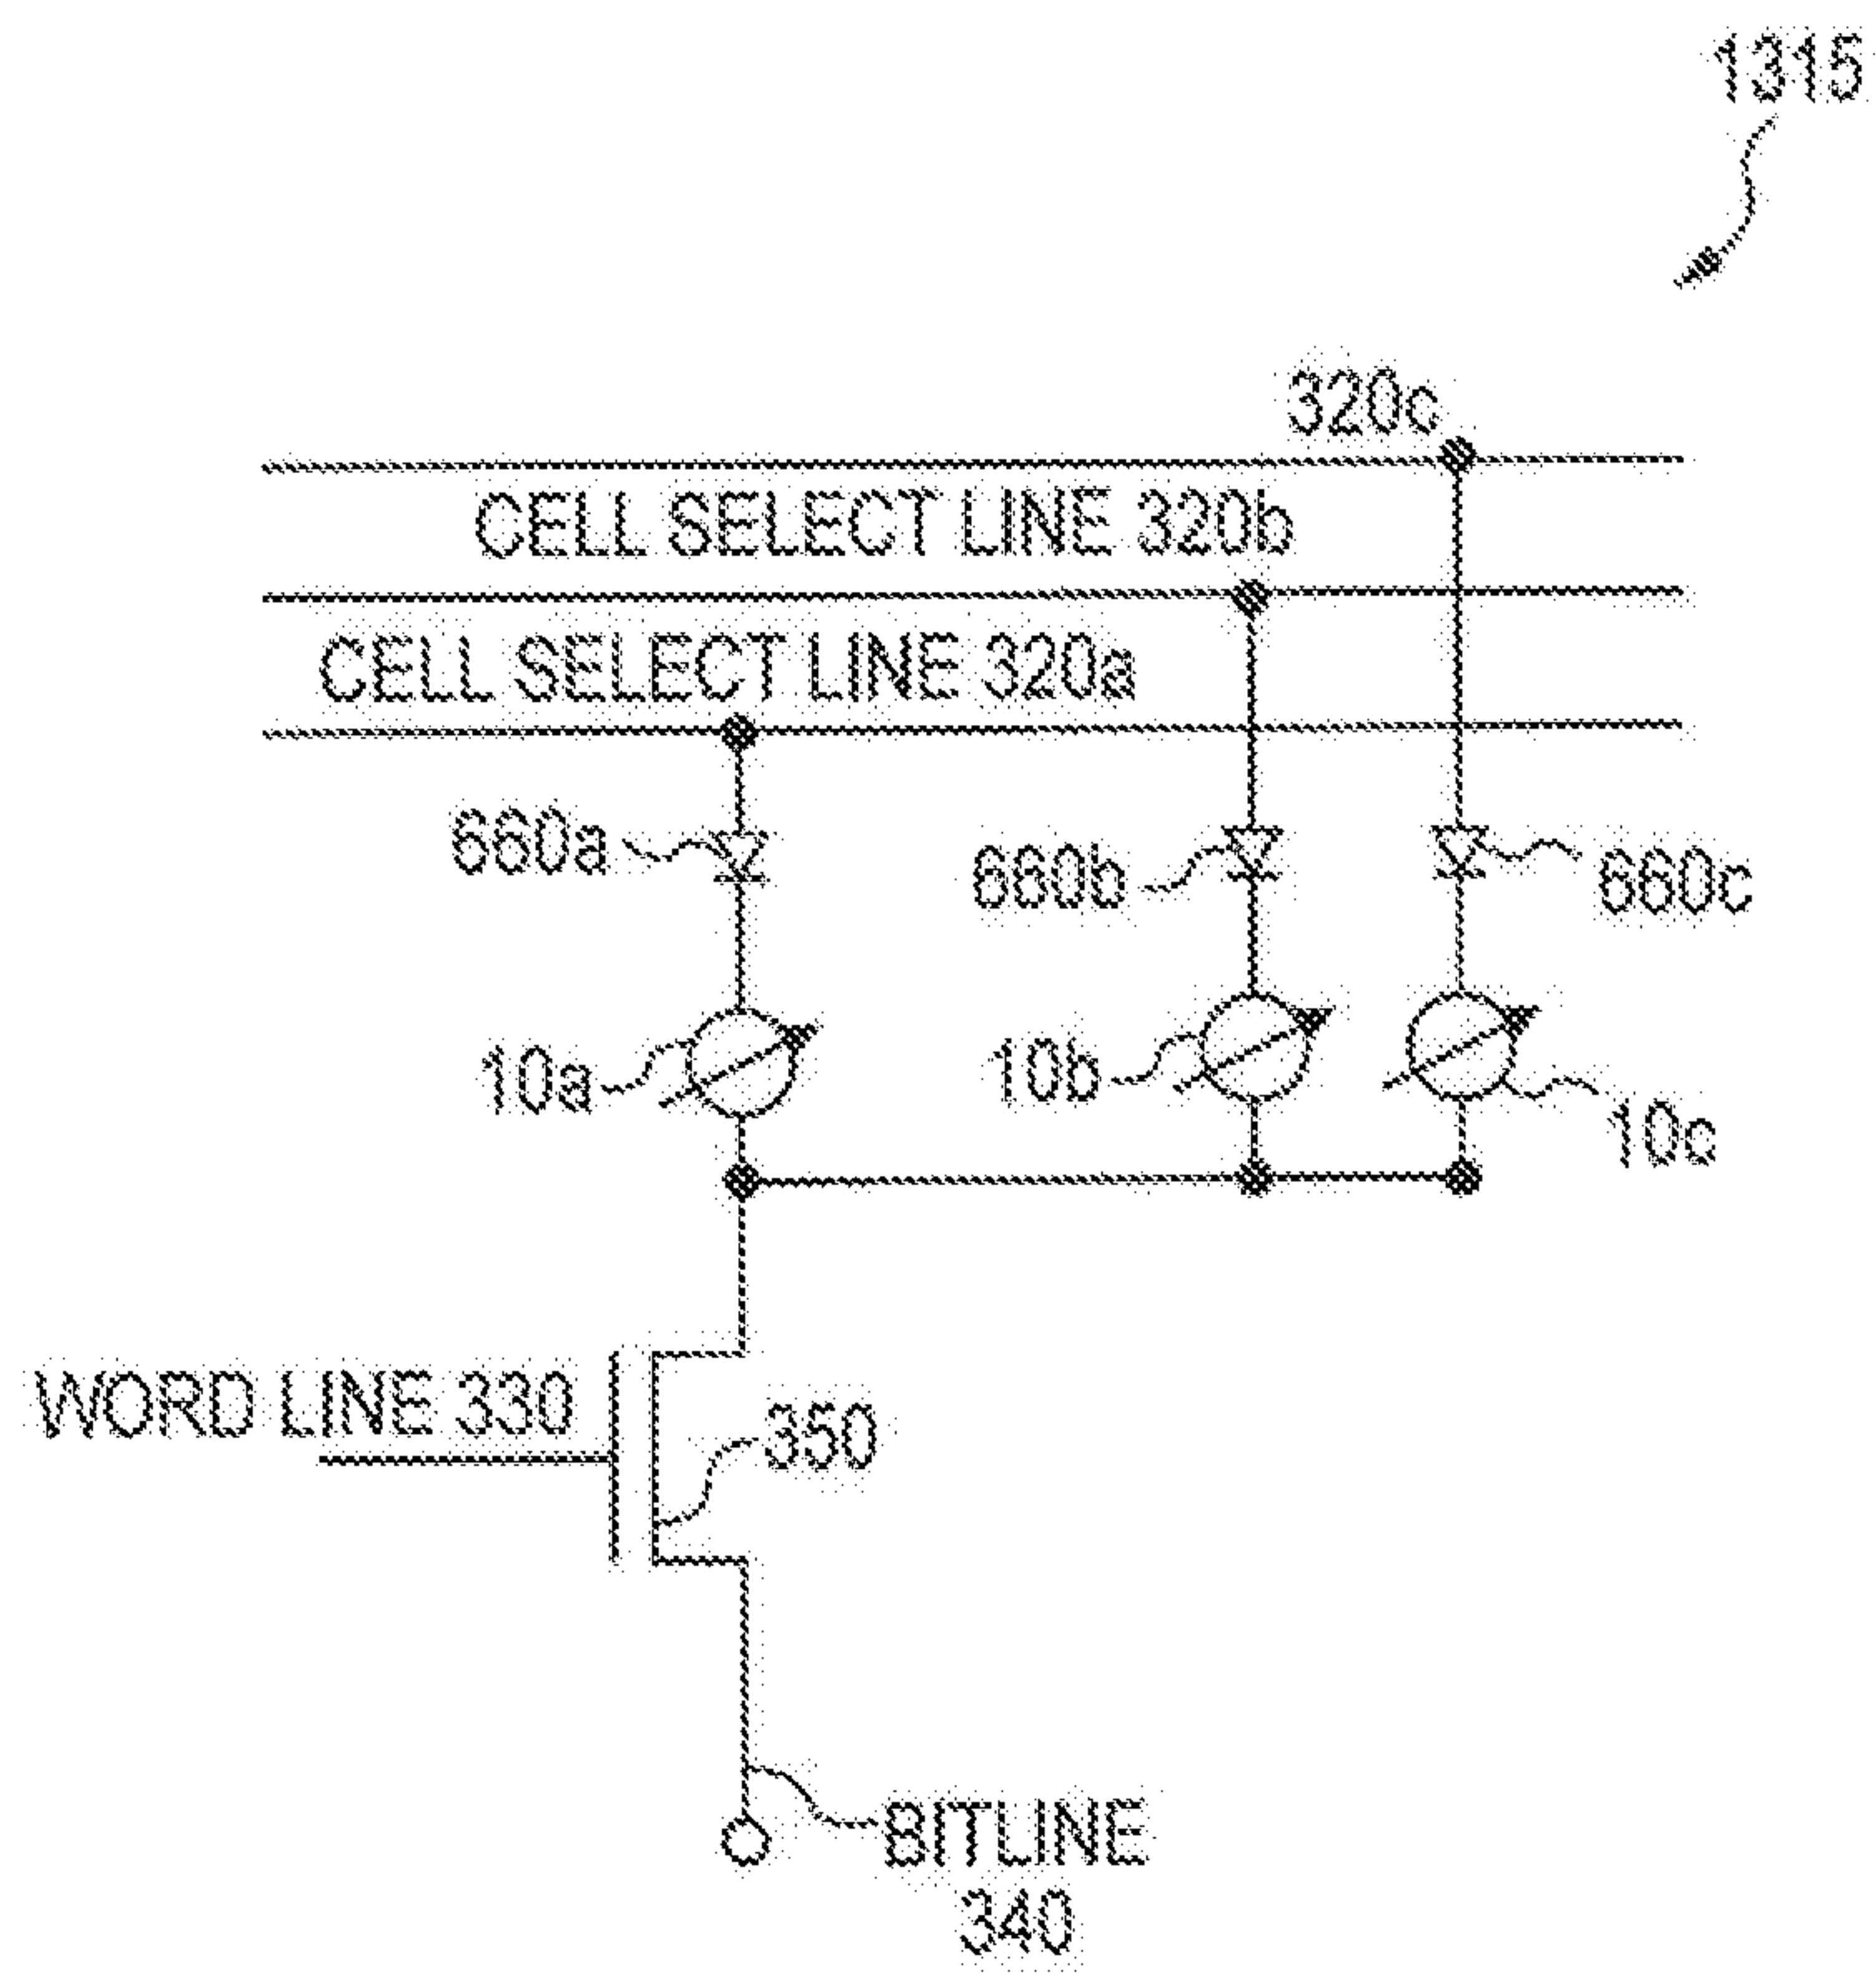 1315
320c
CELL SELECT LINE 320b
CELL SELECT LINE 320a
660a
660b
660c
10a
10b
10c
WORD LINE 330
350
BITLINE
340